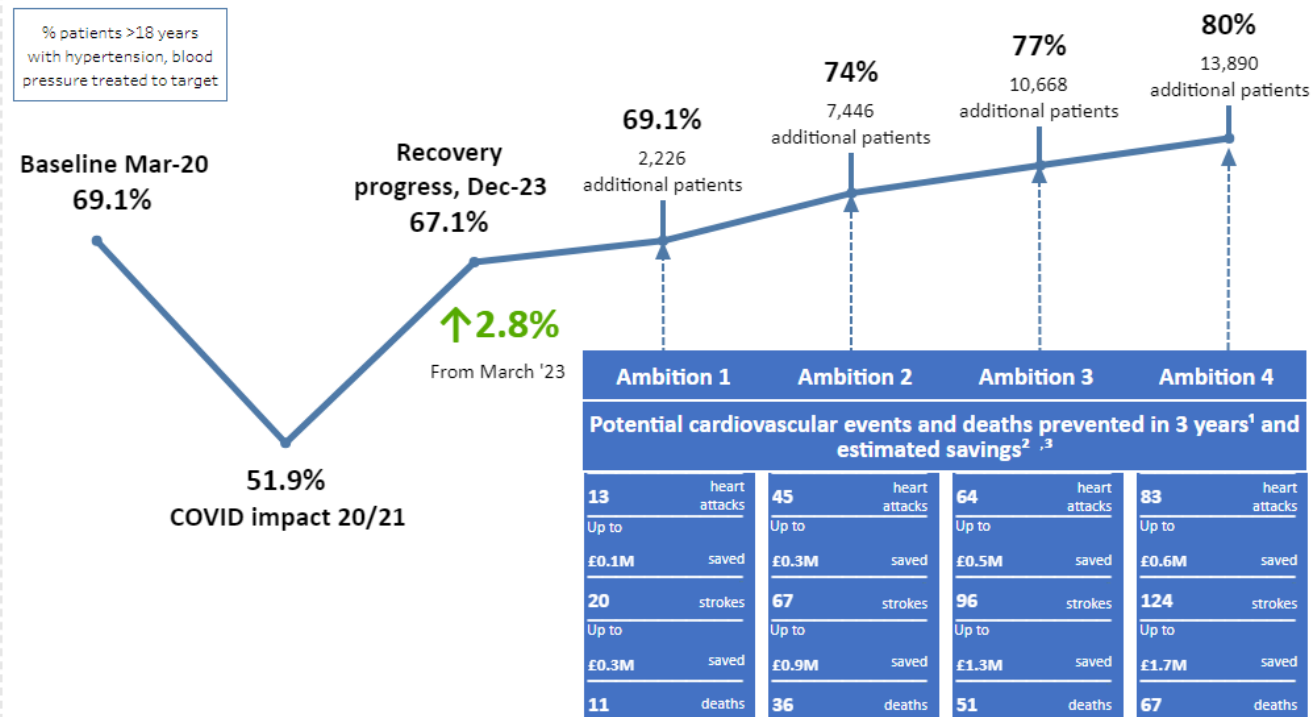 % patients >18 years
with hypertension, blood
pressure treated to target
Baseline Mar-20
69.1%
51.9%
COVID impact 20/21
Recovery
progress, Dec-23
67.1%
↑2.8%
From March '23
69.1%
2,226
additional patients
74%
7,446
additional patients
77%
10,668
additional patients
80%
13,890
additional patients
Ambition 1 Ambition 2 Ambition 3 Ambition 4
Potential cardiovascular events and deaths prevented in 3 years¹ and
estimated savings² ,³
13 heart attacks 45 heart attacks 64 heart attacks 83 heart attacks
Up to Up to Up to Up to
£0.1M saved £0.3M saved £0.5M saved £0.6M saved
20 strokes 67 strokes 96 strokes 124 strokes
Up to Up to Up to Up to
£0.3M saved £0.9M saved £1.3M saved £1.7M saved
11 deaths 36 deaths 51 deaths 67 deaths